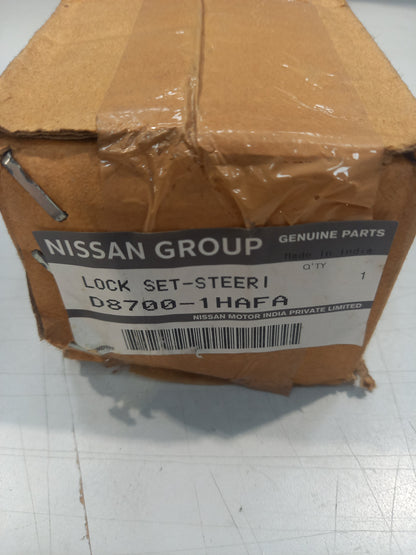 NISSAN GROUP
GENUINE PARTS
Made in India
Q'TY
LOCK SET-STEERI 1
D8700-1HAFA
NISSAN MOTOR INDIA PRIVATE LIMITED